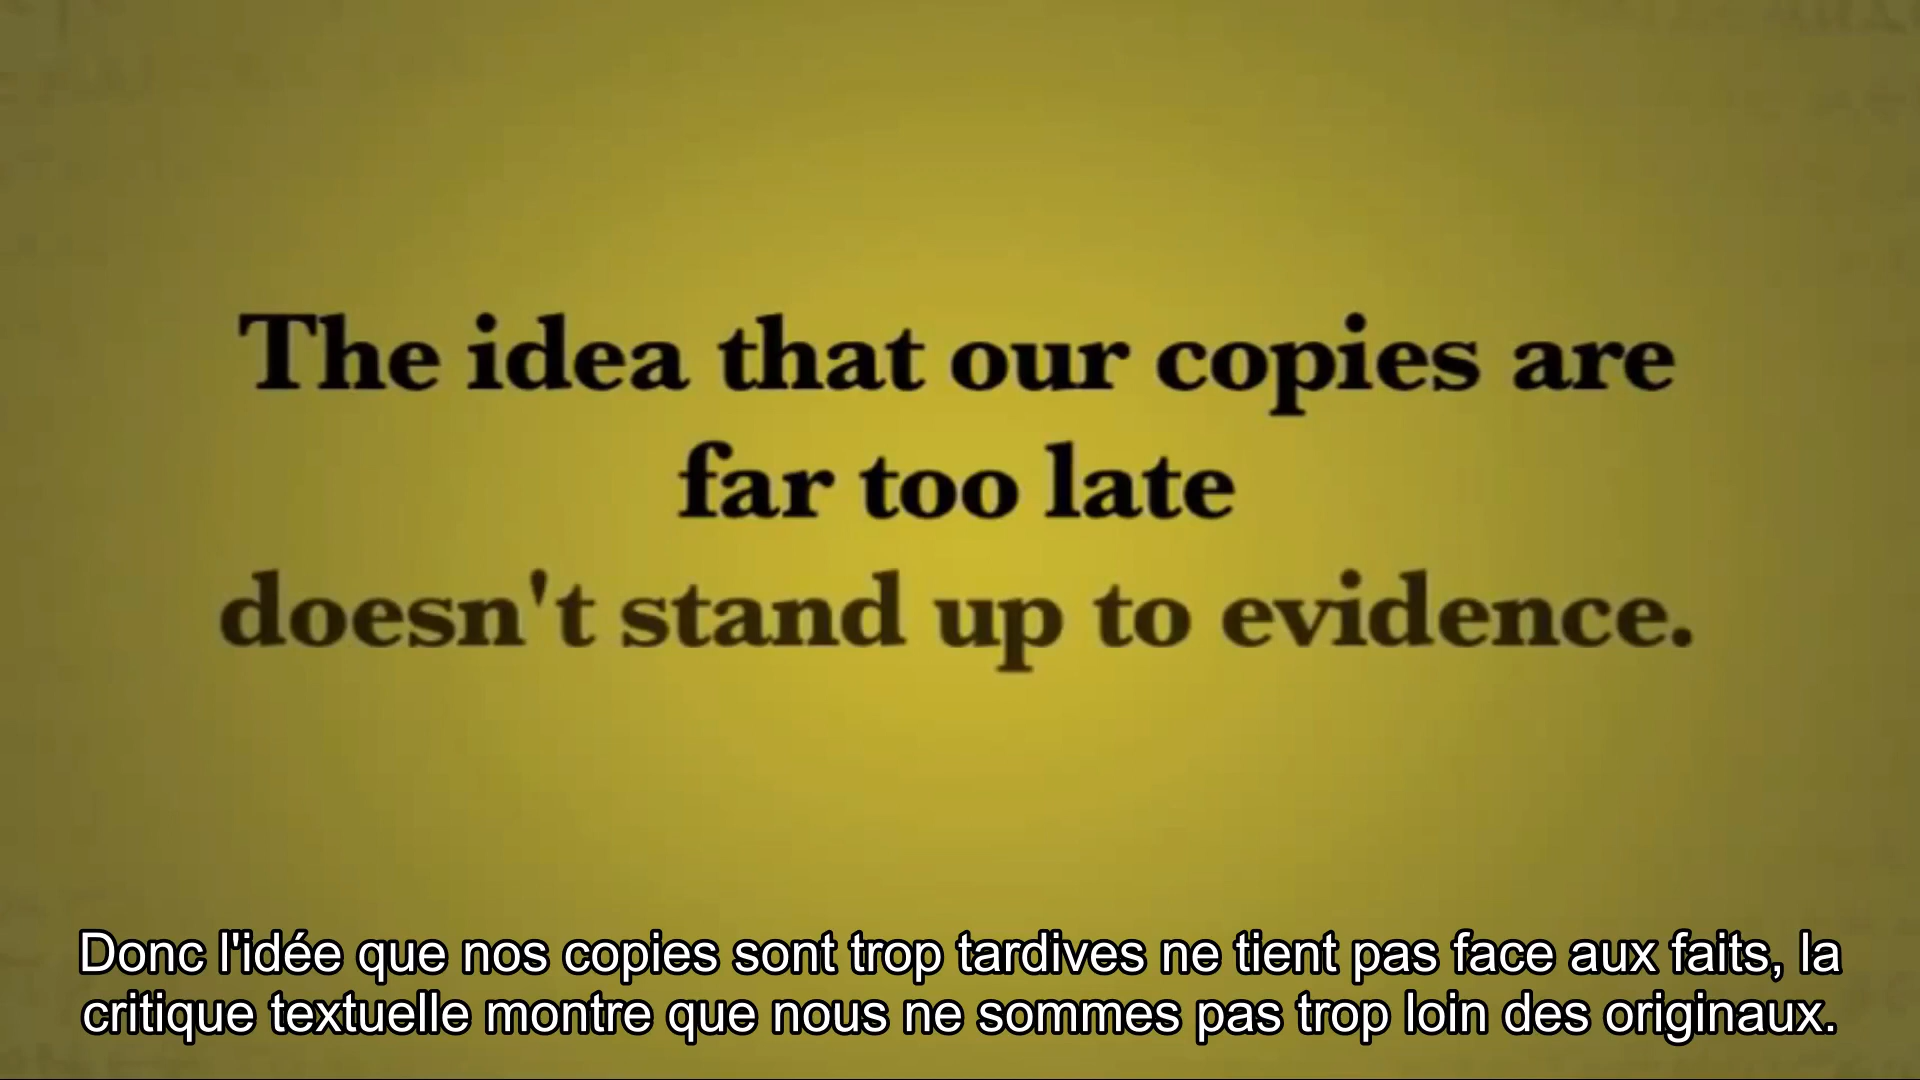 The idea that our copies are
far too late
doesn't stand up to evidence.
Donc l'idée que nos copies sont trop tardives ne tient pas face aux faits, la
critique textuelle montre que nous ne sommes pas trop loin des originaux.